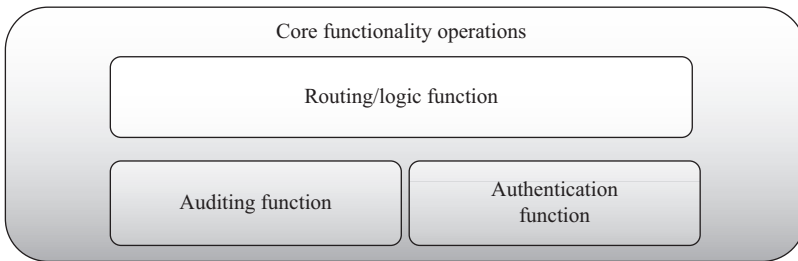 Core functionality operations
Routing/logic function
Auditing function
Authentication
function